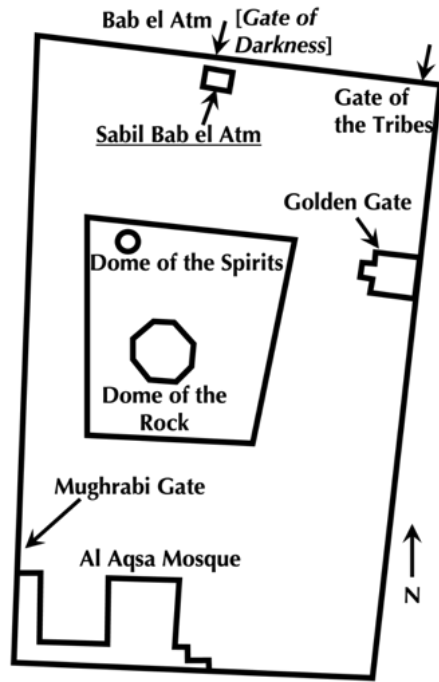 Bab el Atm [Gate of
Darkness]
Sabil Bab el Atm
Gate of
the Tribes
Golden Gate
Dome of the Spirits
Dome of the
Rock
Mughrabi Gate
Al Aqsa Mosque
N